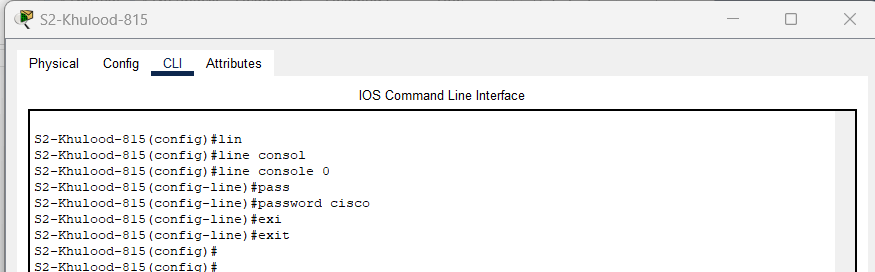 S2-Khulood-815
Physical Config CLI Attributes
IOS Command Line Interface
S2-Khulood-815(config)#lin
S2-Khulood-815(config)#line consol
S2-Khulood-815(config)#line console 0
S2-Khulood-815(config-line)#pass
S2-Khulood-815(config-line)#password cisco
S2-Khulood-815(config-line)#exi
S2-Khulood-815(config-line)#exit
S2-Khulood-815(config)#
S2-Khulood-815(config)#